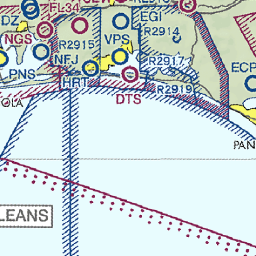 DZ
FL34
EGI
VPS
R2914
NGS
R2915
NFJ
R2917
PNS
HRT
ECP
R2919
OLA
DTS
PAN
LEANS